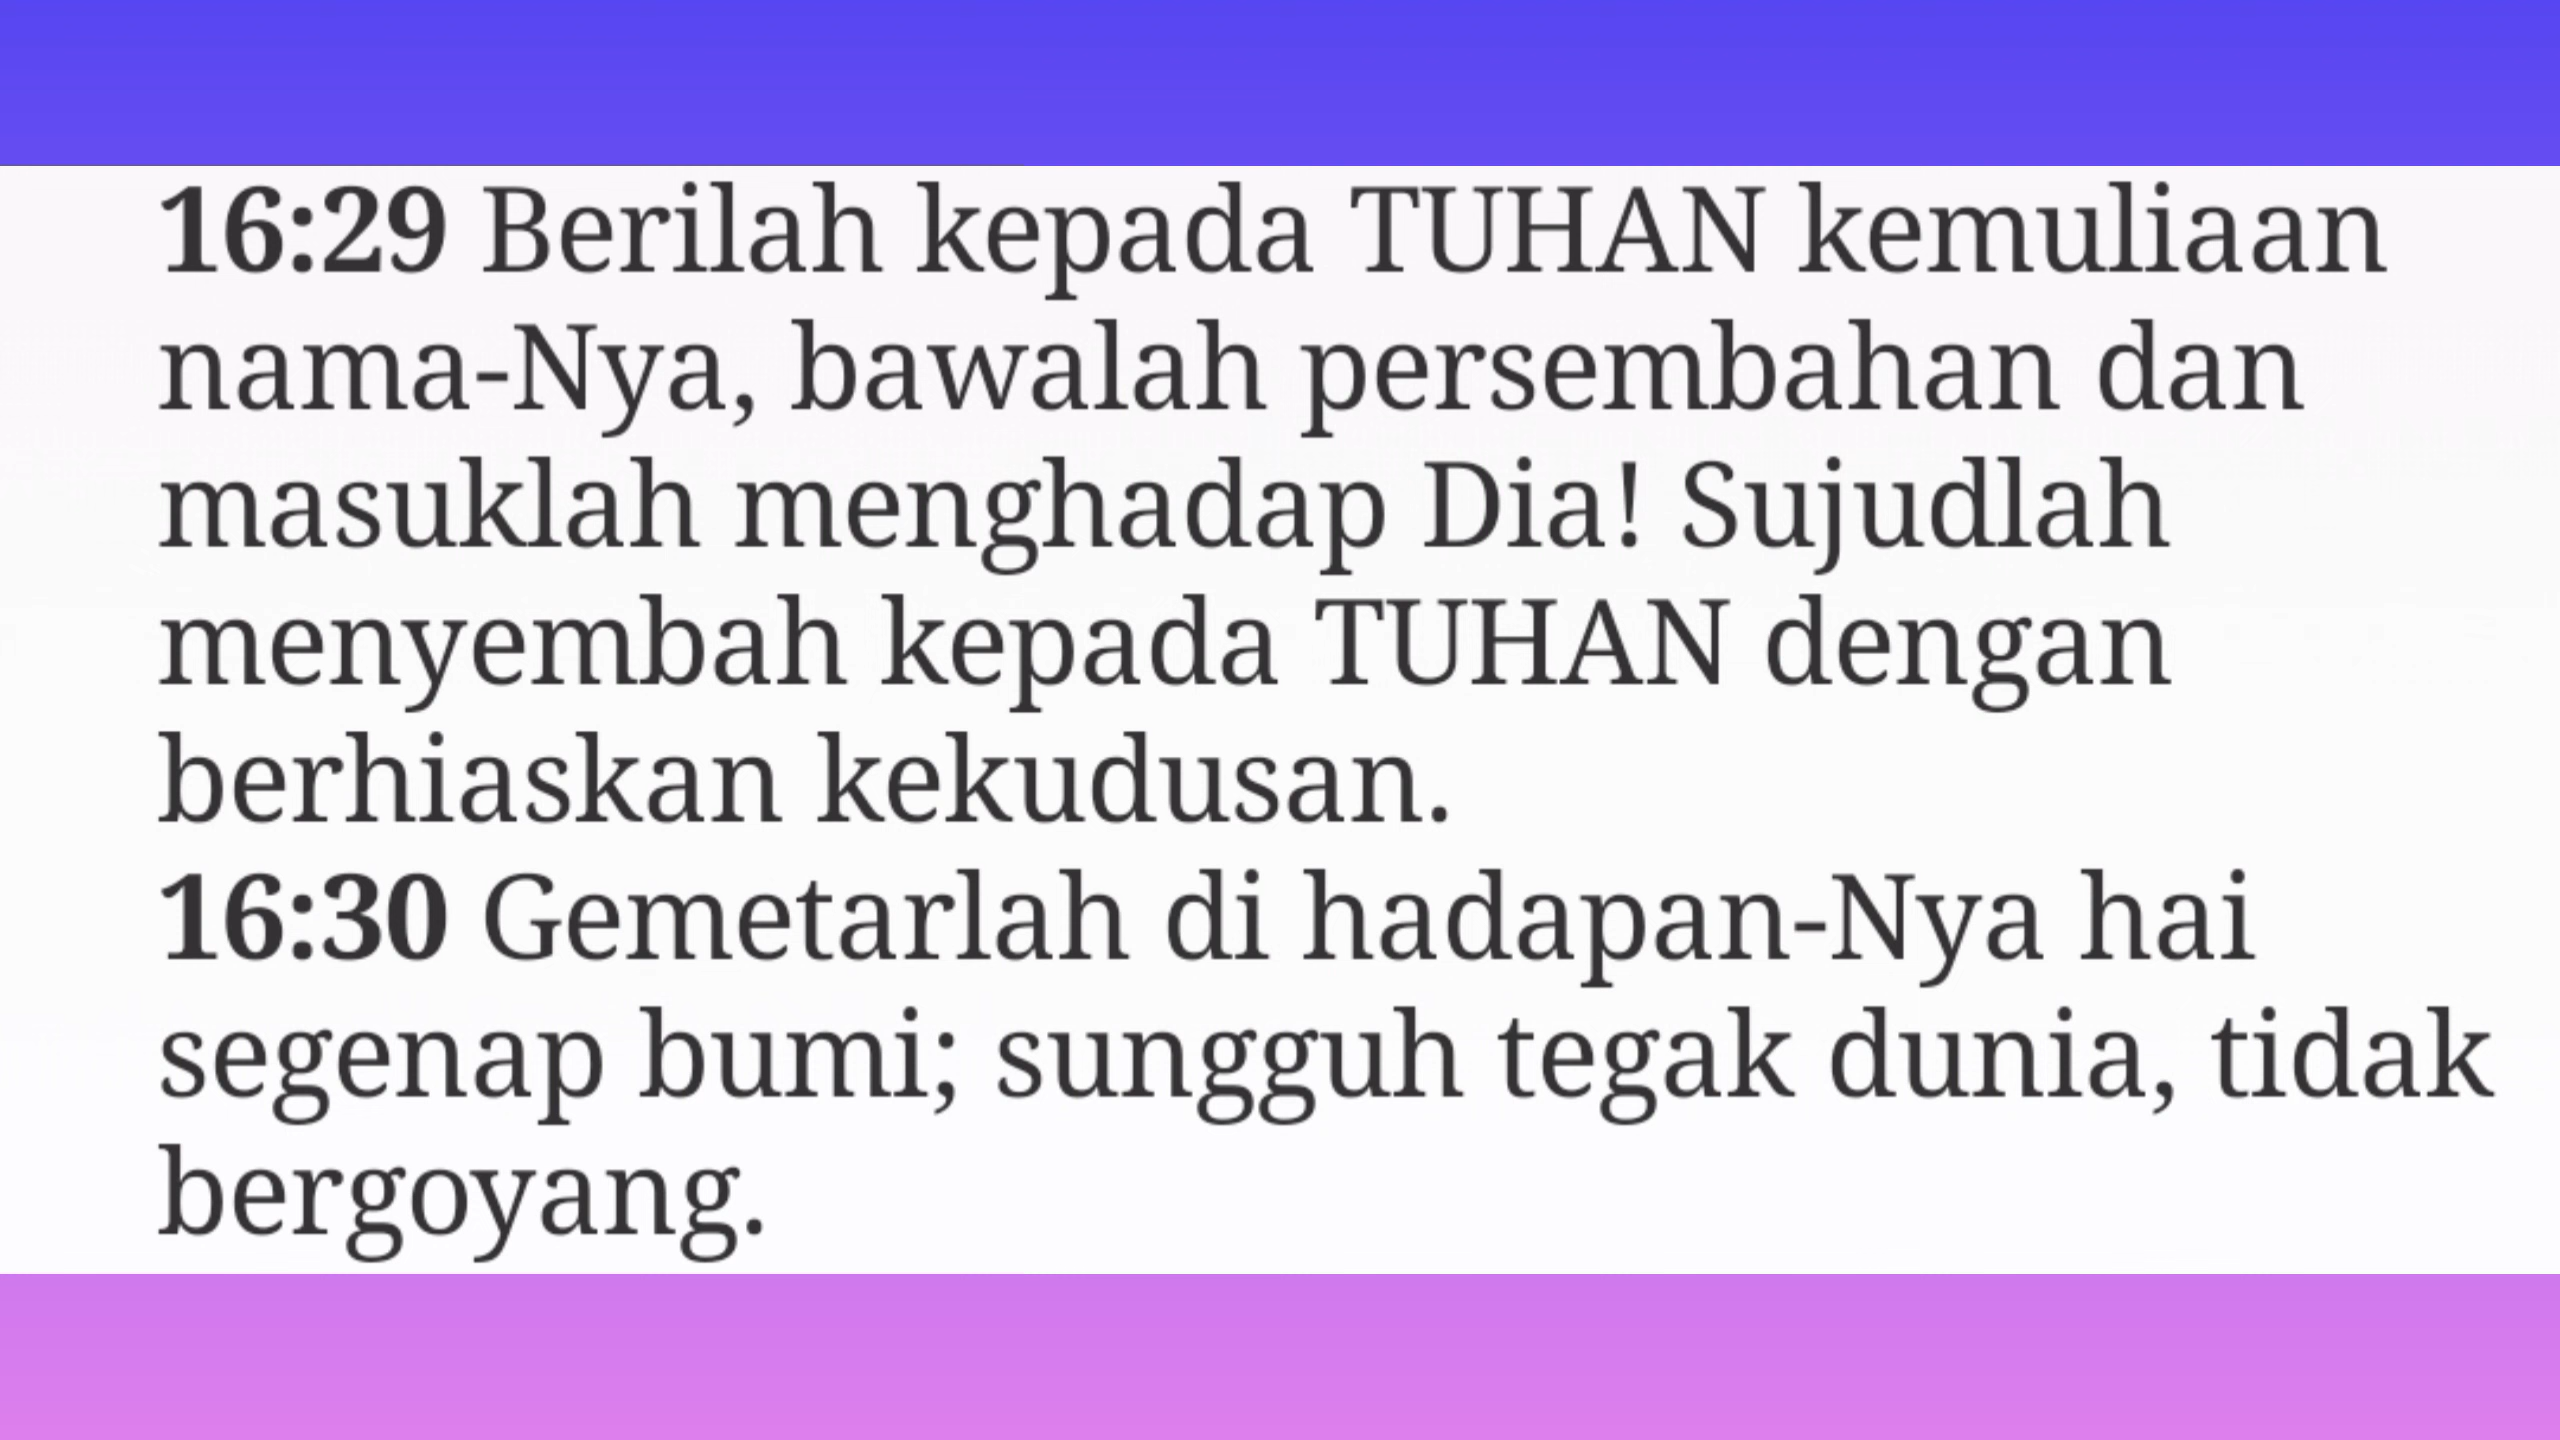 16:29 Berilah kepada TUHAN kemuliaan
nama-Nya, bawalah persembahan dan
masuklah menghadap Dia! Sujudlah
menyembah kepada TUHAN dengan
berhiaskan kekudusan.
16:30 Gemetarlah di hadapan-Nya hai
segenap bumi; sungguh tegak dunia, tidak
bergoyang.